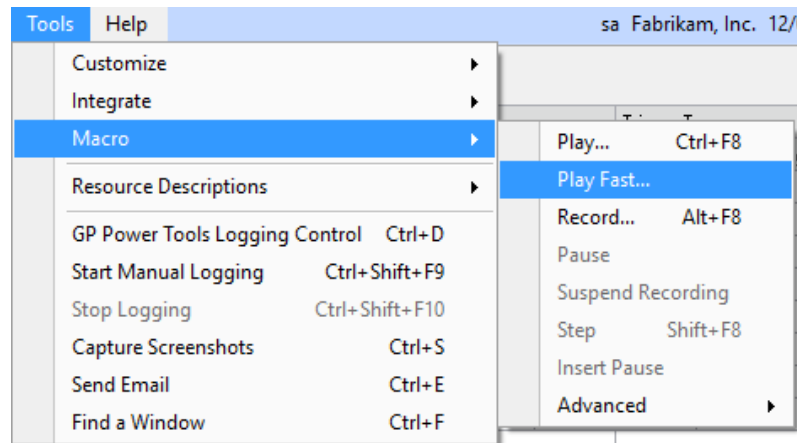 Tools Help sa Fabrikam, Inc. 12/
Customize
Integrate
Macro
Resource Descriptions
GP Power Tools Logging Control Ctrl+D
Start Manual Logging Ctrl+Shift+F9
Stop Logging Ctrl+Shift+F10
Capture Screenshots Ctrl+S
Send Email Ctrl+E
Find a Window Ctrl+F
Play... Ctrl+F8
Play Fast...
Record... Alt+F8
Pause
Suspend Recording
Step Shift+F8
Insert Pause
Advanced